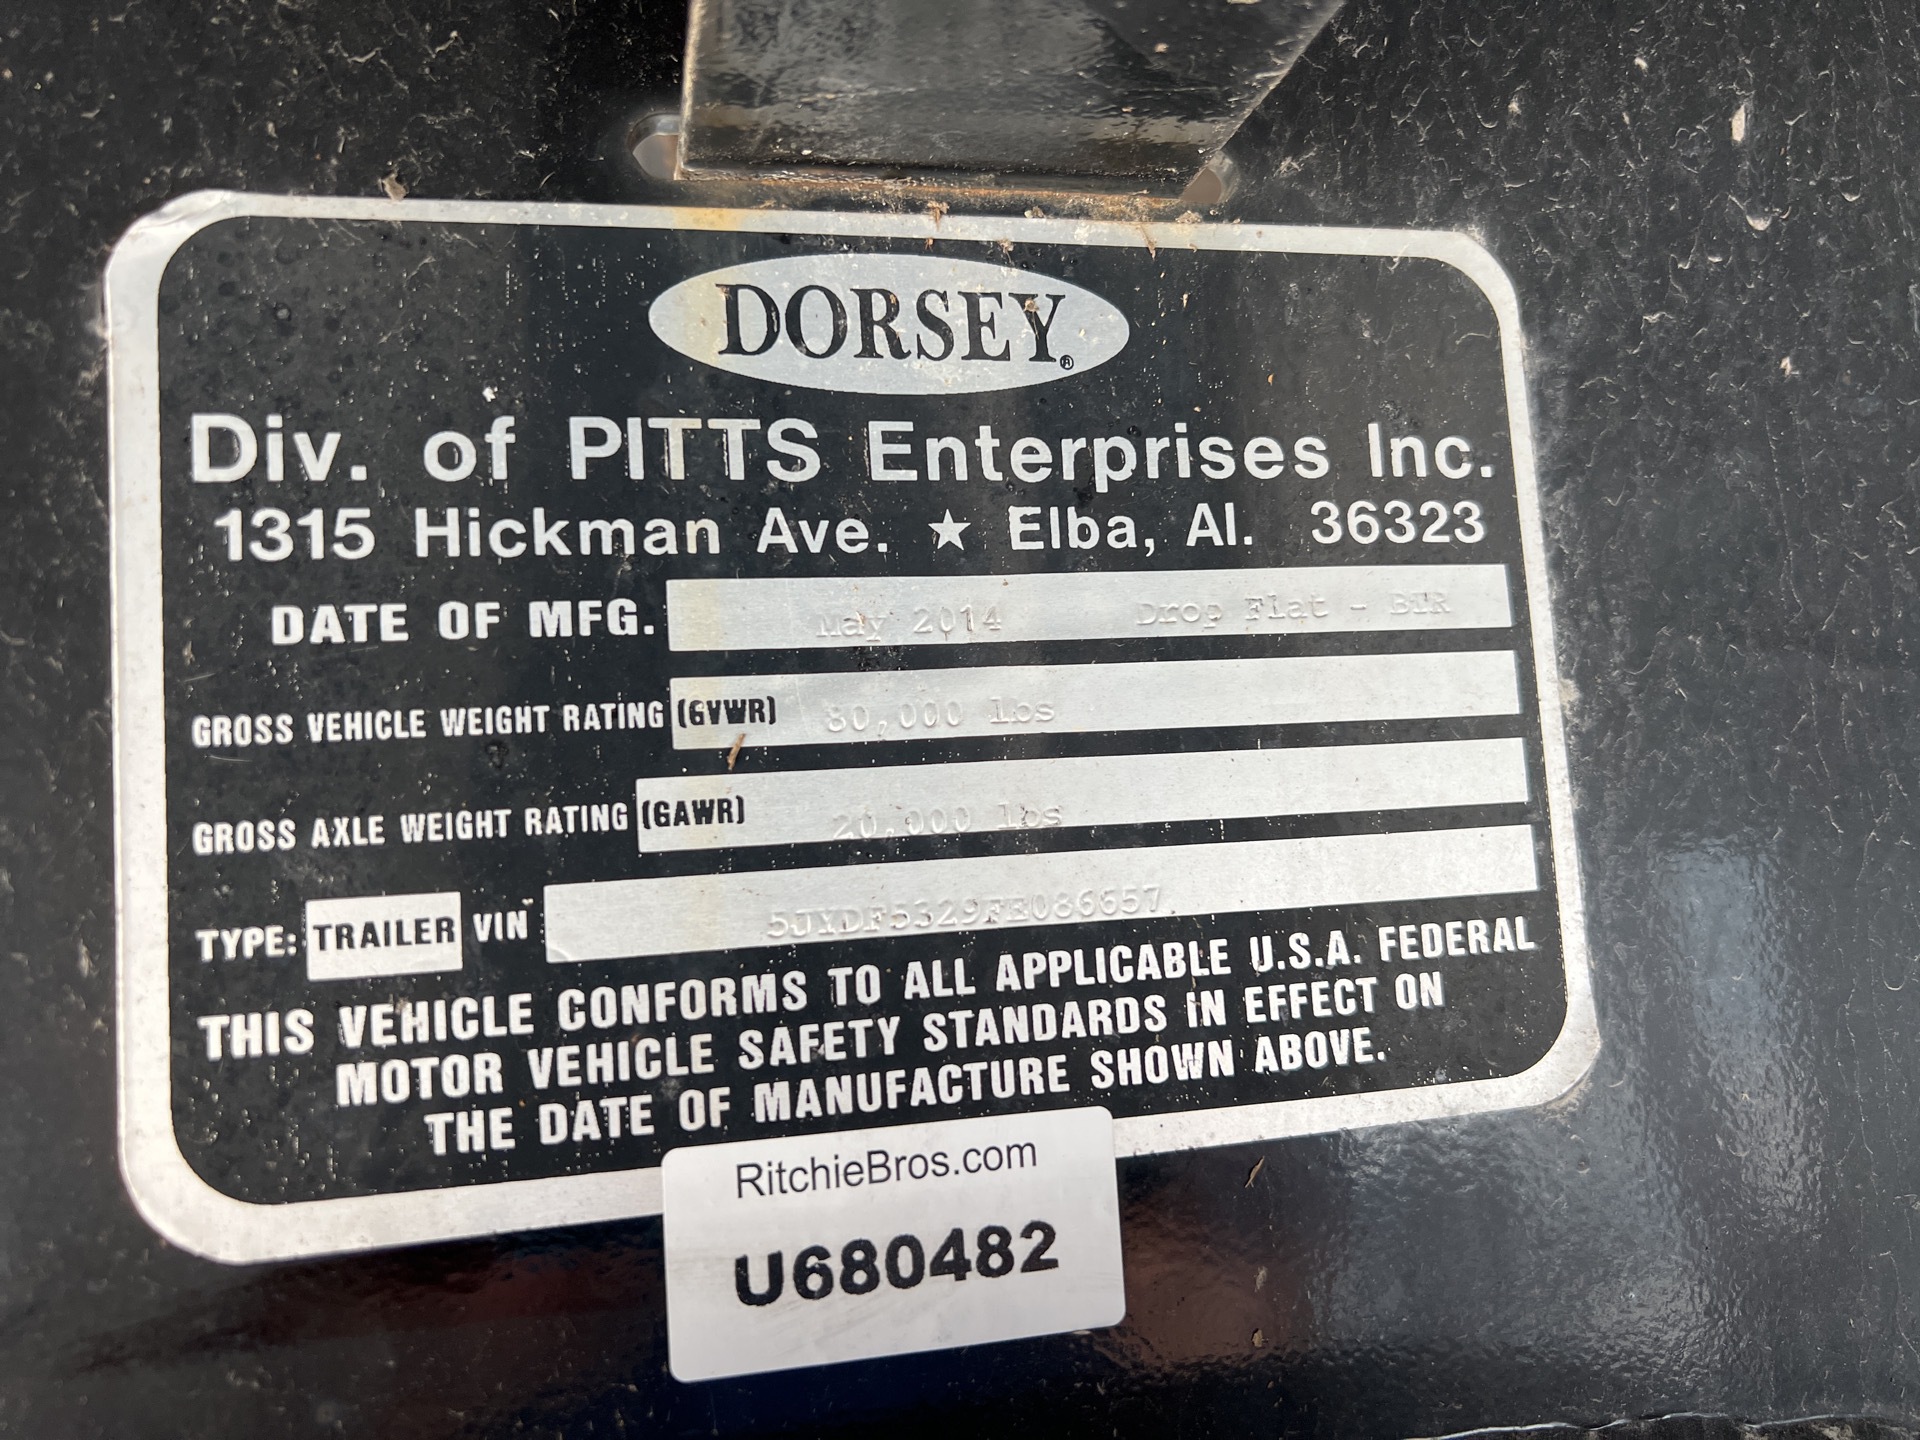 DORSEY®
Div. of PITTS Enterprises Inc.
1315 Hickman Ave. ★ Elba, Al. 36323
DATE OF MFG. May 2014 Drop Flat - BTR
GROSS VEHICLE WEIGHT RATING (GVWR) 80,000 lbs
GROSS AXLE WEIGHT RATING (GAWR) 20,000 lbs
TYPE: TRAILER VIN 5JYDF5329FE086657
THIS VEHICLE CONFORMS TO ALL APPLICABLE U.S.A. FEDERAL
MOTOR VEHICLE SAFETY STANDARDS IN EFFECT ON
THE DATE OF MANUFACTURE SHOWN ABOVE.
RitchieBros.com
U680482